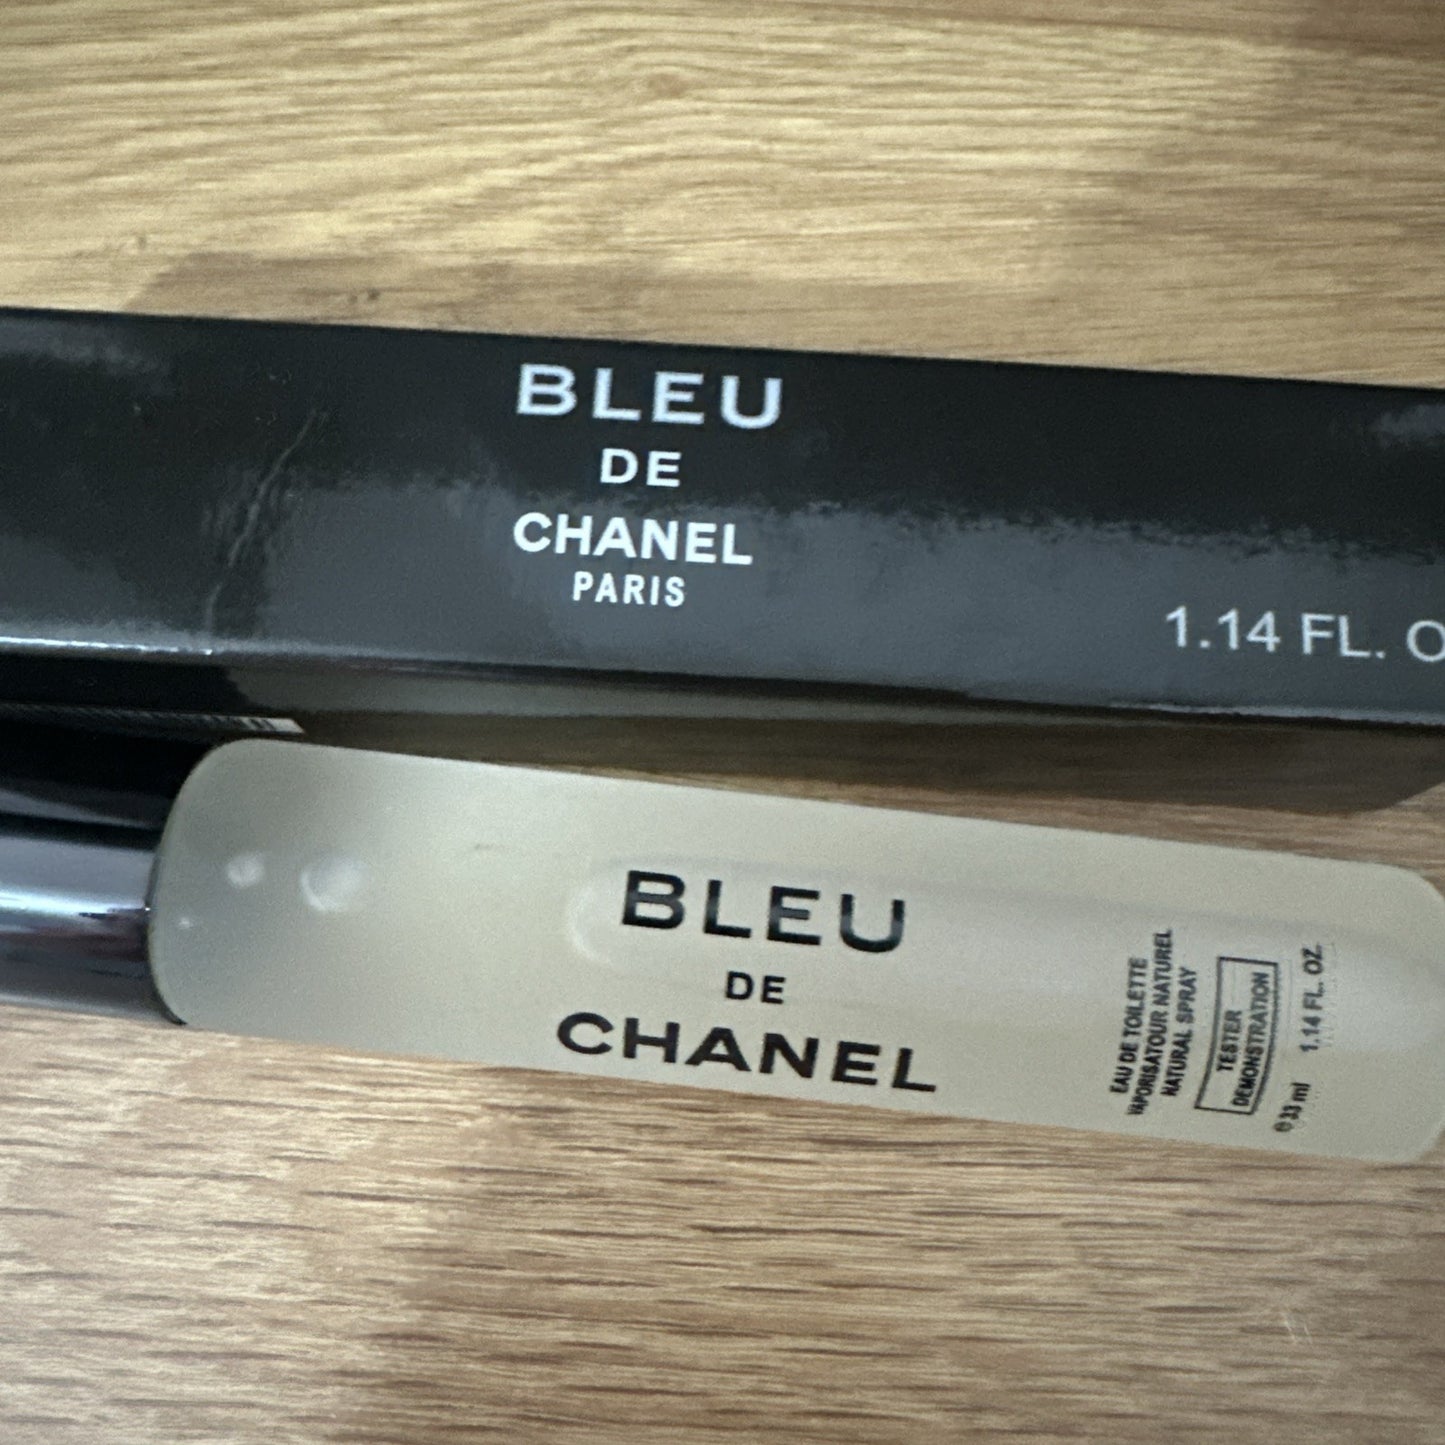 BLEU
DE
CHANEL
PARIS
1.14 FL. O
BLEU
DE
CHANEL
EAU DE TOILETTE
VAPORISATOUR NATUREL
NATURAL SPRAY
TESTER
DEMONSTRATION
℮33 ml 1.14 FL. OZ.